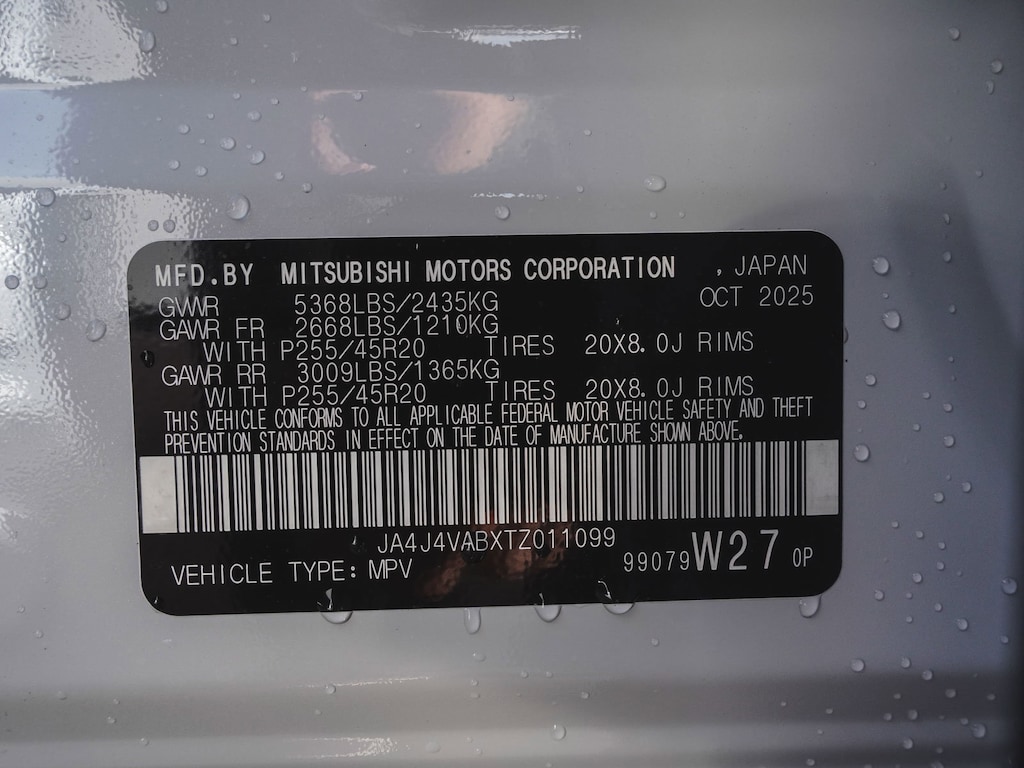 MFD.BY MITSUBISHI MOTORS CORPORATION , JAPAN
GVWR 5368LBS/2435KG OCT 2025
GAWR FR 2668LBS/1210KG
WITH P255/45R20 TIRES 20X8.0J RIMS
GAWR RR 3009LBS/1365KG
WITH P255/45R20 TIRES 20X8.0J RIMS
THIS VEHICLE CONFORMS TO ALL APPLICABLE FEDERAL MOTOR VEHICLE SAFETY AND THEFT
PREVENTION STANDARDS IN EFFECT ON THE DATE OF MANUFACTURE SHOWN ABOVE.
JA4J4VABXTZ011099
VEHICLE TYPE: MPV 99079 W27 0P